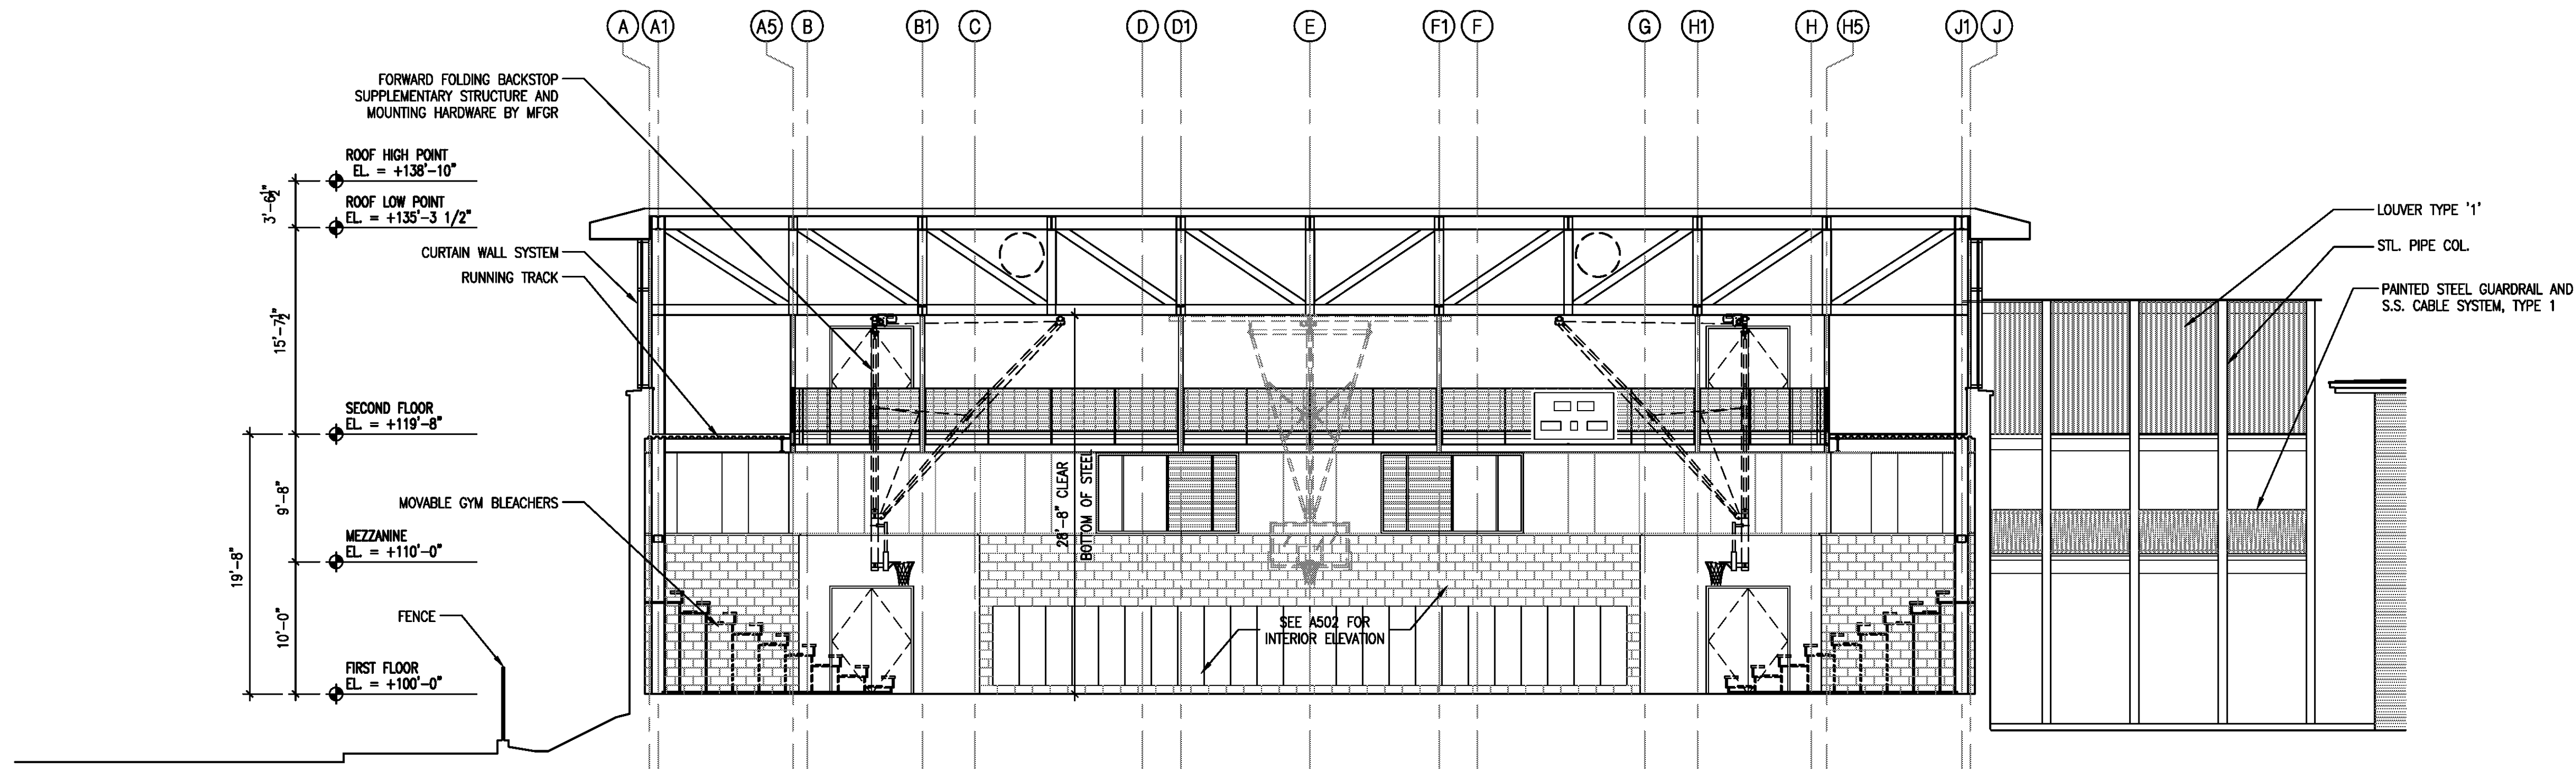 A A1 A5 B B1 C D D1 E F1 F G H1 H H5 J1 J
FORWARD FOLDING BACKSTOP
SUPPLEMENTARY STRUCTURE AND
MOUNTING HARDWARE BY MFGR
ROOF HIGH POINT
EL. = +138'-10"
3'-6 1/2"
ROOF LOW POINT
EL. = +135'-3 1/2"
CURTAIN WALL SYSTEM
RUNNING TRACK
15'-7 1/2"
SECOND FLOOR
EL. = +119'-8"
9'-8"
MOVABLE GYM BLEACHERS
MEZZANINE
EL. = +110'-0"
19'-8"
10'-0"
FENCE
FIRST FLOOR
EL. = +100'-0"
28'-8" CLEAR
BOTTOM OF STEEL
SEE A502 FOR
INTERIOR ELEVATION
LOUVER TYPE '1'
STL. PIPE COL.
PAINTED STEEL GUARDRAIL AND
S.S. CABLE SYSTEM, TYPE 1